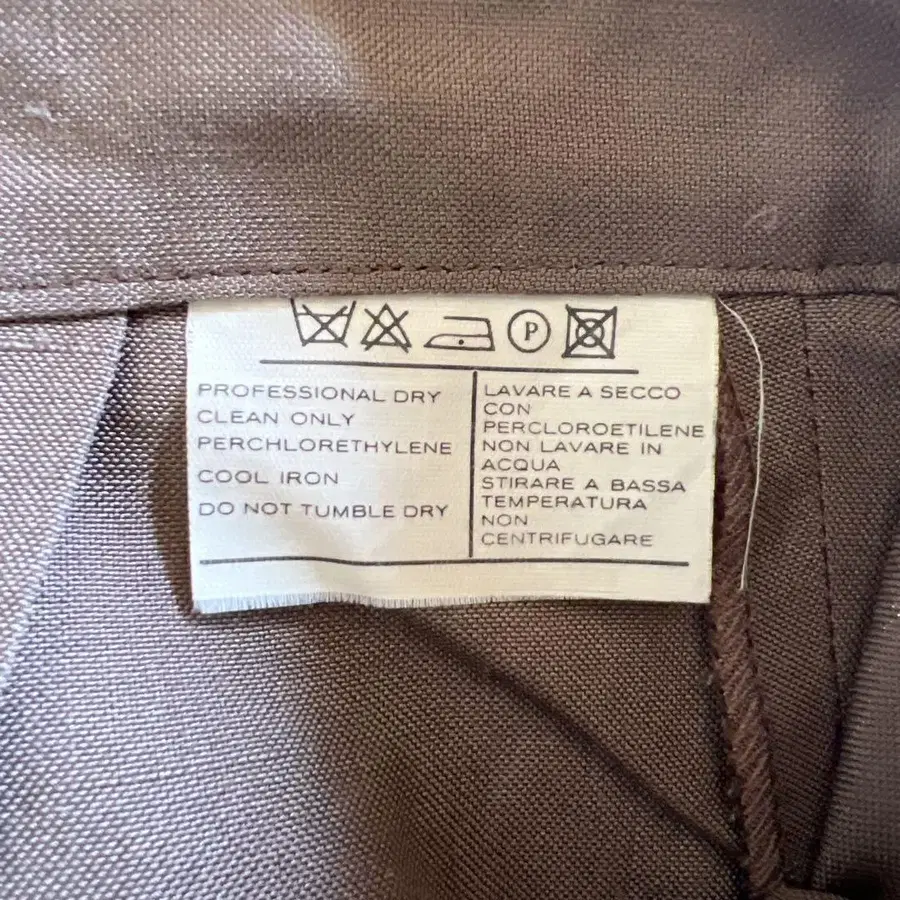 P
PROFESSIONAL DRY
CLEAN ONLY
PERCHLORETHYLENE
COOL IRON
DO NOT TUMBLE DRY
LAVARE A SECCO
CON
PERCLOROETILENE
NON LAVARE IN
ACQUA
STIRARE A BASSA
TEMPERATURA
NON
CENTRIFUGARE